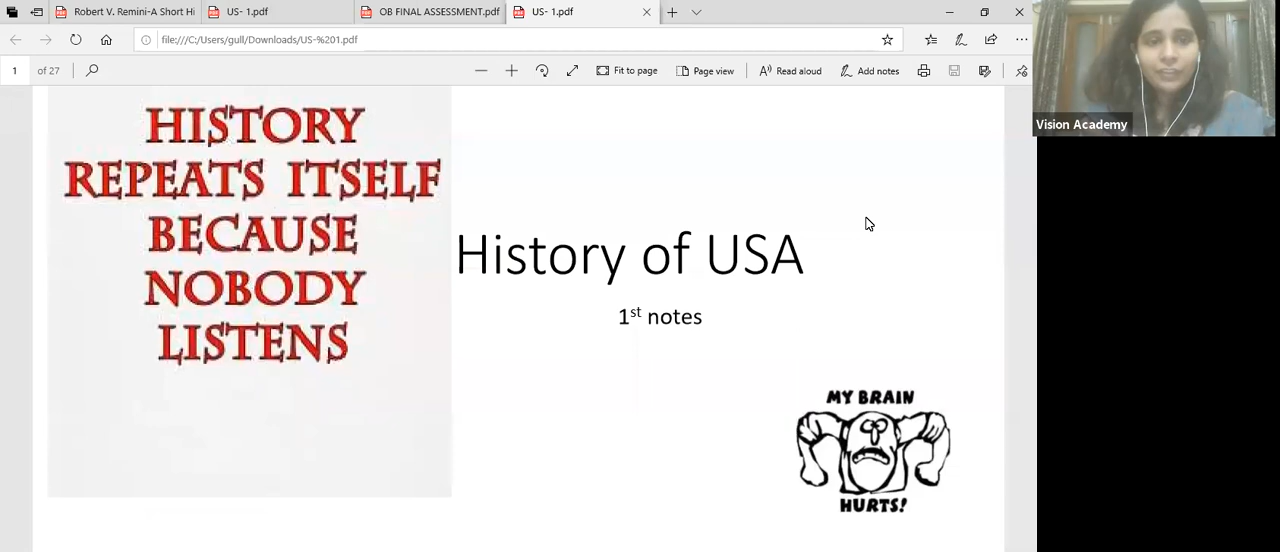 Robert V. Remini-A Short Hi
US- 1.pdf
OB FINAL ASSESSMENT.pdf
US- 1.pdf
file:///C:/Users/gull/Downloads/US-%201.pdf
1 of 27
Fit to page
Page view
Read aloud
Add notes
Vision Academy
HISTORY
REPEATS ITSELF
BECAUSE
NOBODY
LISTENS
History of USA
1st notes
MY BRAIN
HURTS!